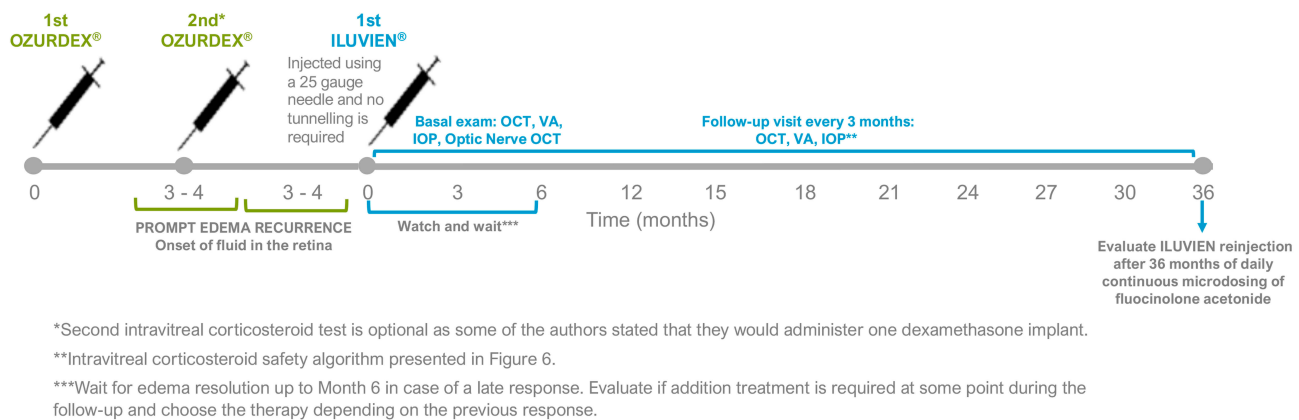 1st
OZURDEX®
2nd*
OZURDEX®
1st
ILUVIEN®
Injected using
a 25 gauge
needle and no
tunnelling is
required
Basal exam: OCT, VA,
IOP, Optic Nerve OCT
Follow-up visit every 3 months:
OCT, VA, IOP**
0 3 - 4 3 - 4 0 3 6 12 15 18 21 24 27 30 36
PROMPT EDEMA RECURRENCE
Onset of fluid in the retina
Watch and wait***
Time (months)
Evaluate ILUVIEN reinjection
after 36 months of daily
continuous microdosing of
fluocinolone acetonide
*Second intravitreal corticosteroid test is optional as some of the authors stated that they would administer one dexamethasone implant.
**Intravitreal corticosteroid safety algorithm presented in Figure 6.
***Wait for edema resolution up to Month 6 in case of a late response. Evaluate if addition treatment is required at some point during the
follow-up and choose the therapy depending on the previous response.